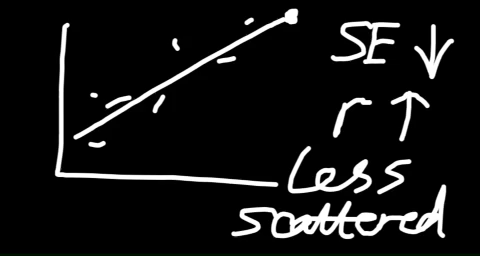 SE ↓
r ↑
Less
scattered